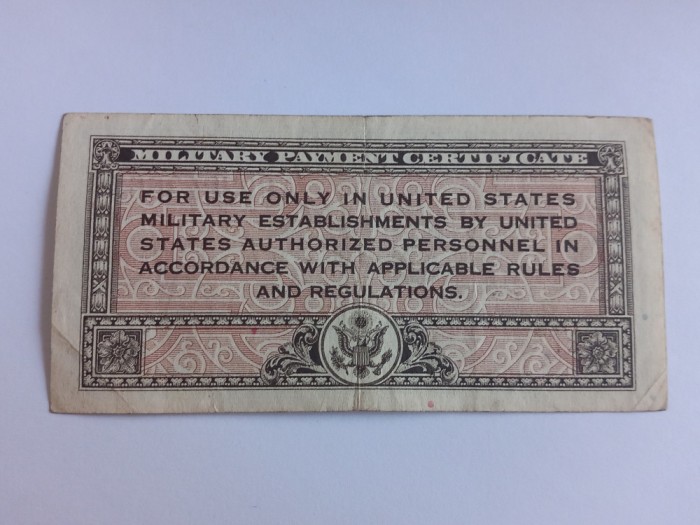 MILITARY PAYMENT CERTIFICATE
FOR USE ONLY IN UNITED STATES
MILITARY ESTABLISHMENTS BY UNITED
STATES AUTHORIZED PERSONNEL IN
ACCORDANCE WITH APPLICABLE RULES
AND REGULATIONS.